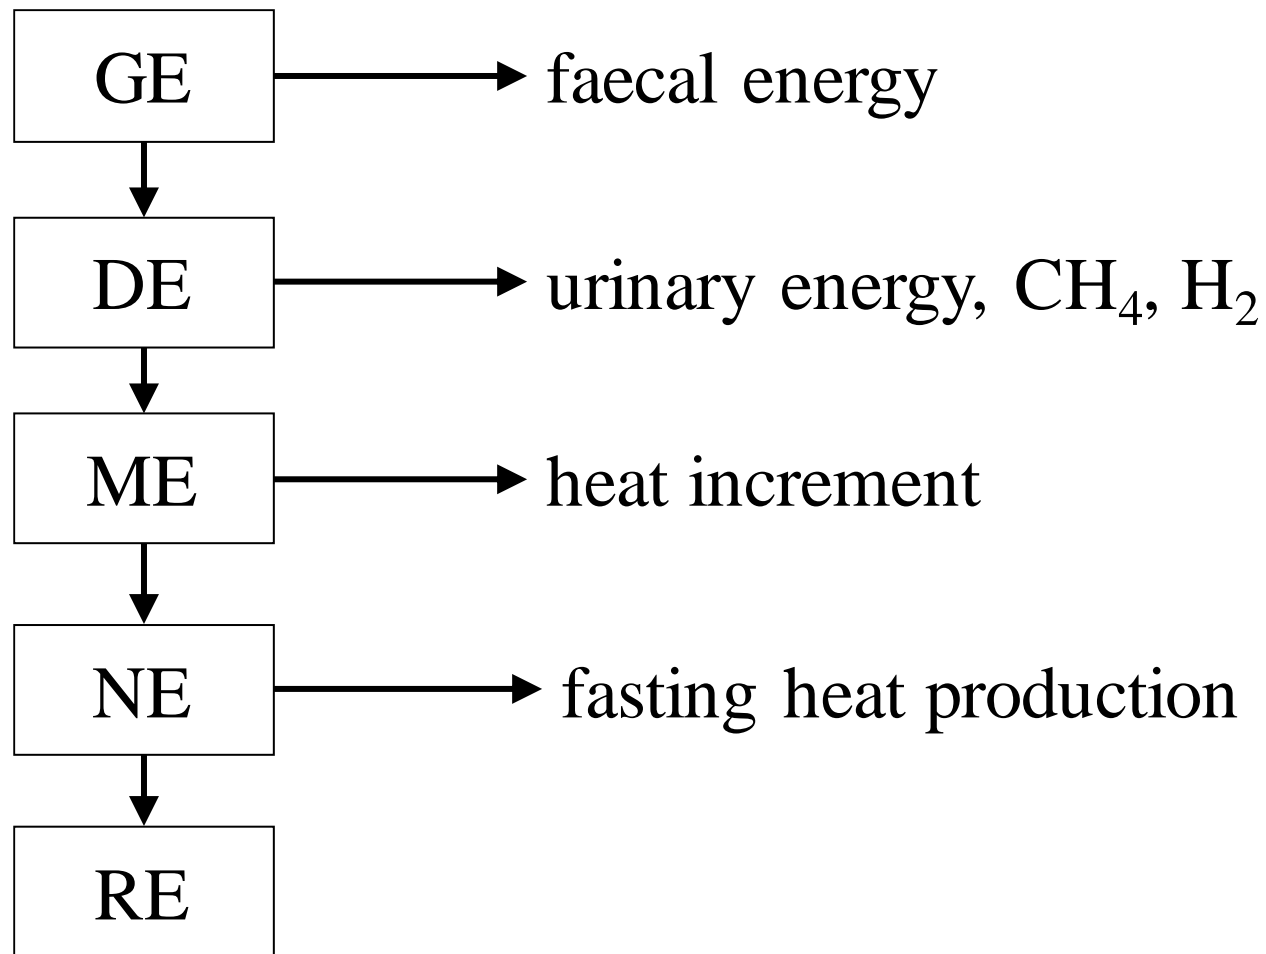 GE faecal energy
DE urinary energy, CH₄, H₂
ME heat increment
NE fasting heat production
RE